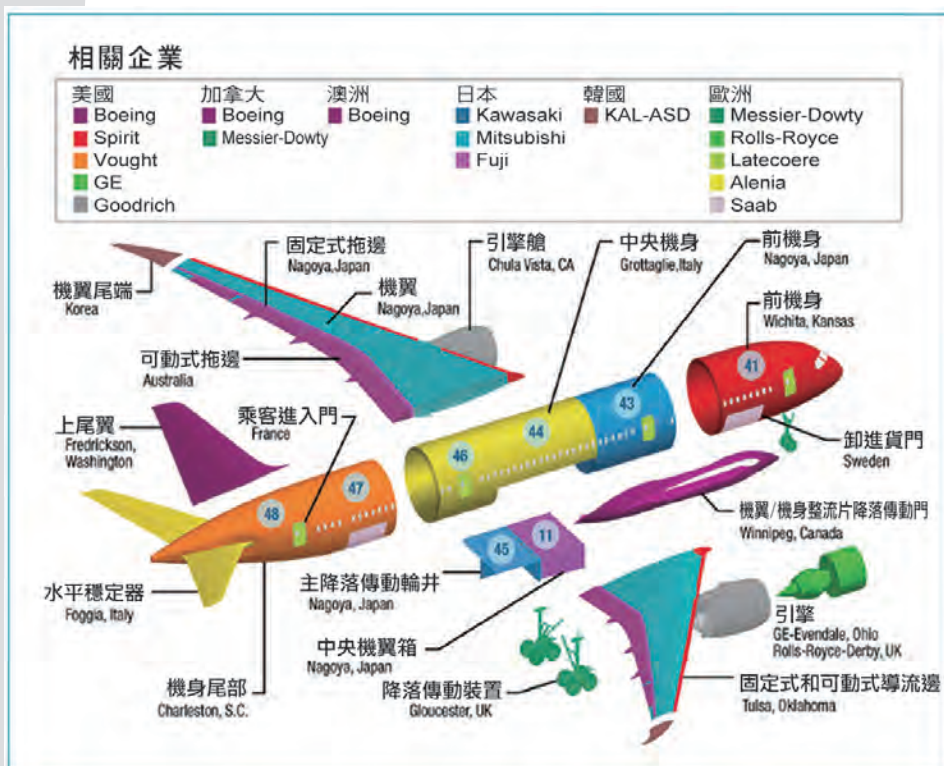 相關企業
美國
Boeing
Spirit
Vought
GE
Goodrich
加拿大
Boeing
Messier-Dowty
澳洲
Boeing
日本
Kawasaki
Mitsubishi
Fuji
韓國
KAL-ASD
歐洲
Messier-Dowty
Rolls-Royce
Latecoere
Alenia
Saab
機翼尾端
Korea
固定式拖邊
Nagoya,Japan
機翼
Nagoya,Japan
引擎艙
Chula Vista, CA
中央機身
Grottaglie,Italy
前機身
Nagoya, Japan
前機身
Wichita, Kansas
可動式拖邊
Australia
上尾翼
Fredrickson,
Washington
乘客進入門
France
41
43
44
46
47
48
卸進貨門
Sweden
機翼/機身整流片降落傳動門
Winnipeg, Canada
45
11
水平穩定器
Foggia, Italy
主降落傳動輪井
Nagoya, Japan
中央機翼箱
Nagoya, Japan
引擎
GE-Evendale, Ohio
Rolls-Royce-Derby, UK
機身尾部
Charleston, S.C.
降落傳動裝置
Gloucester, UK
固定式和可動式導流邊
Tulsa, Oklahoma